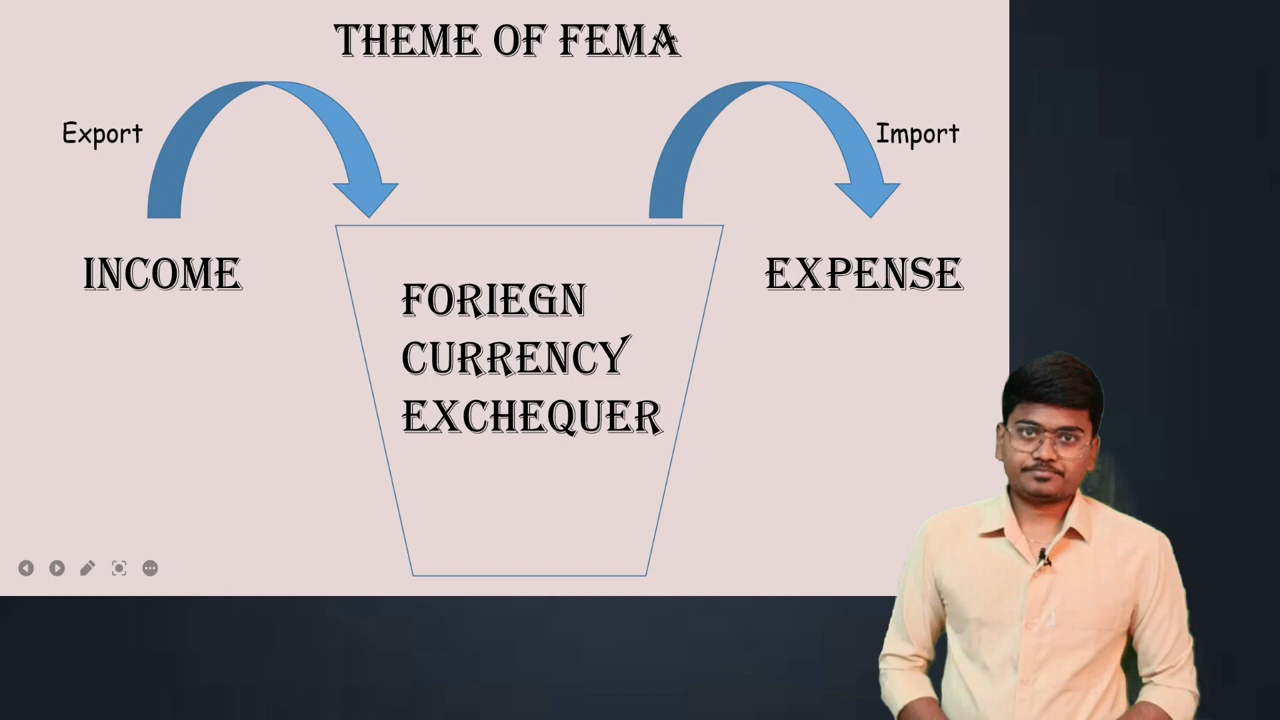 THEME OF FEMA
Export
Import
INCOME
EXPENSE
FORIEGN
CURRENCY
EXCHEQUER